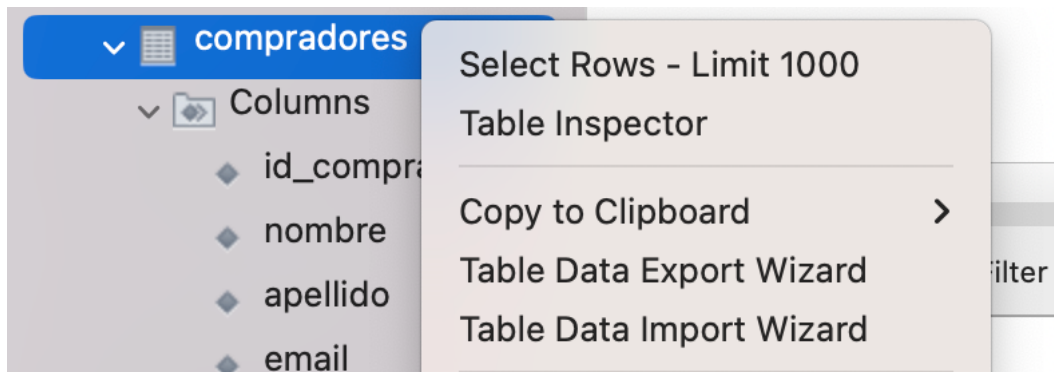 compradores
Columns
nombre
apellido
email
Select Rows - Limit 1000
Table Inspector
Copy to Clipboard
Table Data Export Wizard
Table Data Import Wizard